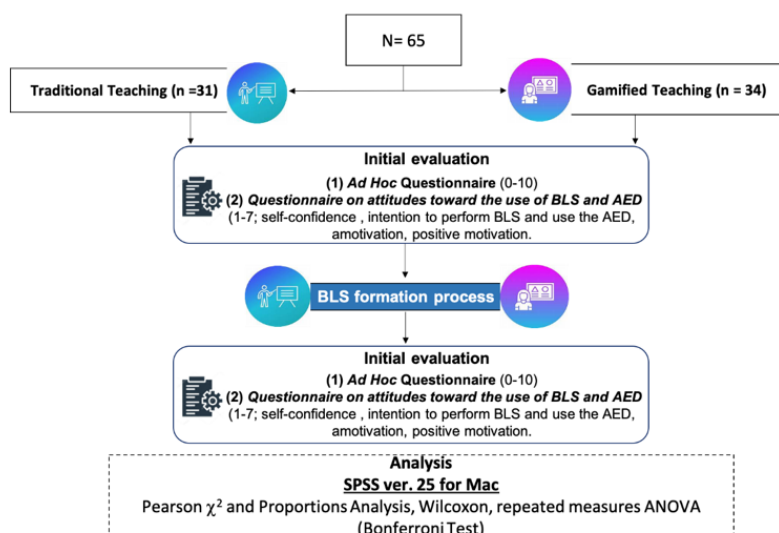 N= 65
Traditional Teaching (n =31)
Gamified Teaching (n = 34)
Initial evaluation
(1) Ad Hoc Questionnaire (0-10)
(2) Questionnaire on attitudes toward the use of BLS and AED
(1-7; self-confidence , intention to perform BLS and use the AED,
amotivation, positive motivation.
BLS formation process
Initial evaluation
(1) Ad Hoc Questionnaire (0-10)
(2) Questionnaire on attitudes toward the use of BLS and AED
(1-7; self-confidence , intention to perform BLS and use the AED,
amotivation, positive motivation.
Analysis
SPSS ver. 25 for Mac
Pearson χ² and Proportions Analysis, Wilcoxon, repeated measures ANOVA
(Bonferroni Test)